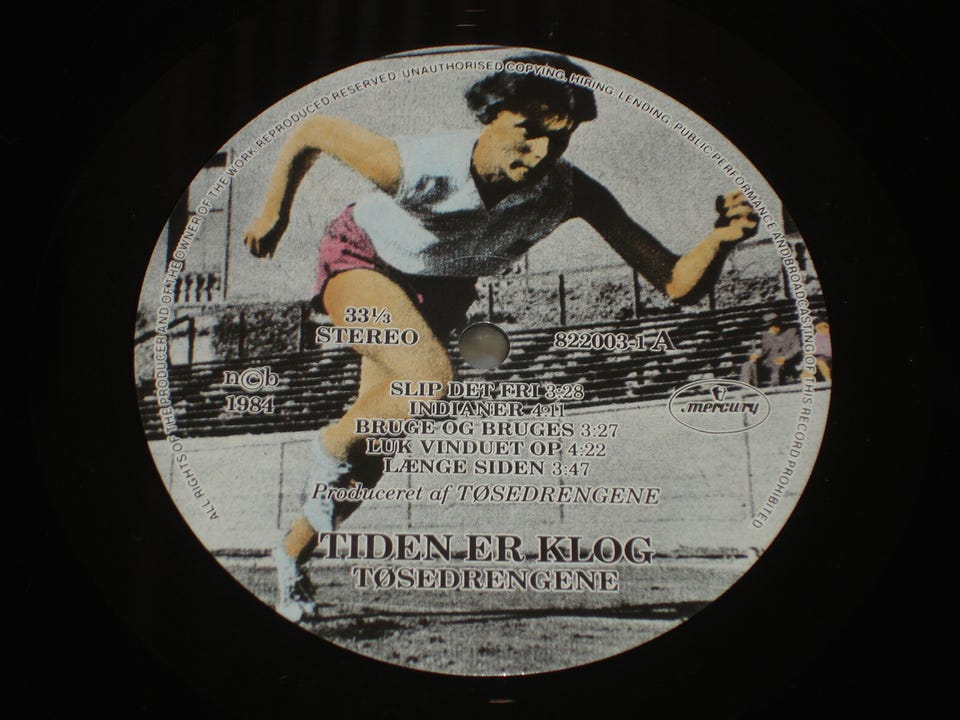 ALL RIGHTS OF THE PRODUCER AND OF THE OWNER OF THE WORK REPRODUCED RESERVED. UNAUTHORISED COPYING, HIRING, LENDING, PUBLIC PERFORMANCE AND BROADCASTING OF THIS RECORD PROHIBITED
33⅓
STEREO
822003-1 A
n©b
1984
mercury
SLIP DET FRI 3:28
INDIANER 4:11
BRUGE OG BRUGES 3:27
LUK VINDUET OP 4:22
LÆNGE SIDEN 3:47
Produceret af TØSEDRENGENE
TIDEN ER KLOG
TØSEDRENGENE